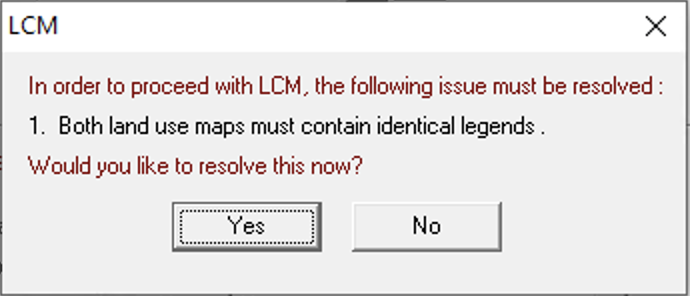 LCM
In order to proceed with LCM, the following issue must be resolved :
1. Both land use maps must contain identical legends .
Would you like to resolve this now?
Yes No